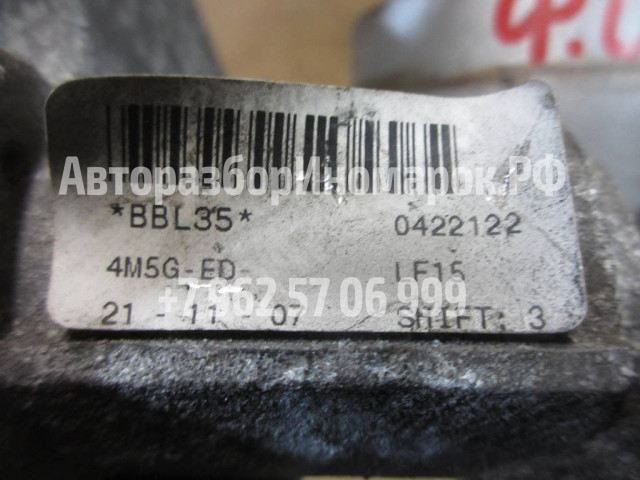 Ф.
АвторазборИномарок.РФ
*BBL35* 0422122
4M5G-ED- LF15
+7 962 57 06 999
21 - 11 07 SHIFT: 3